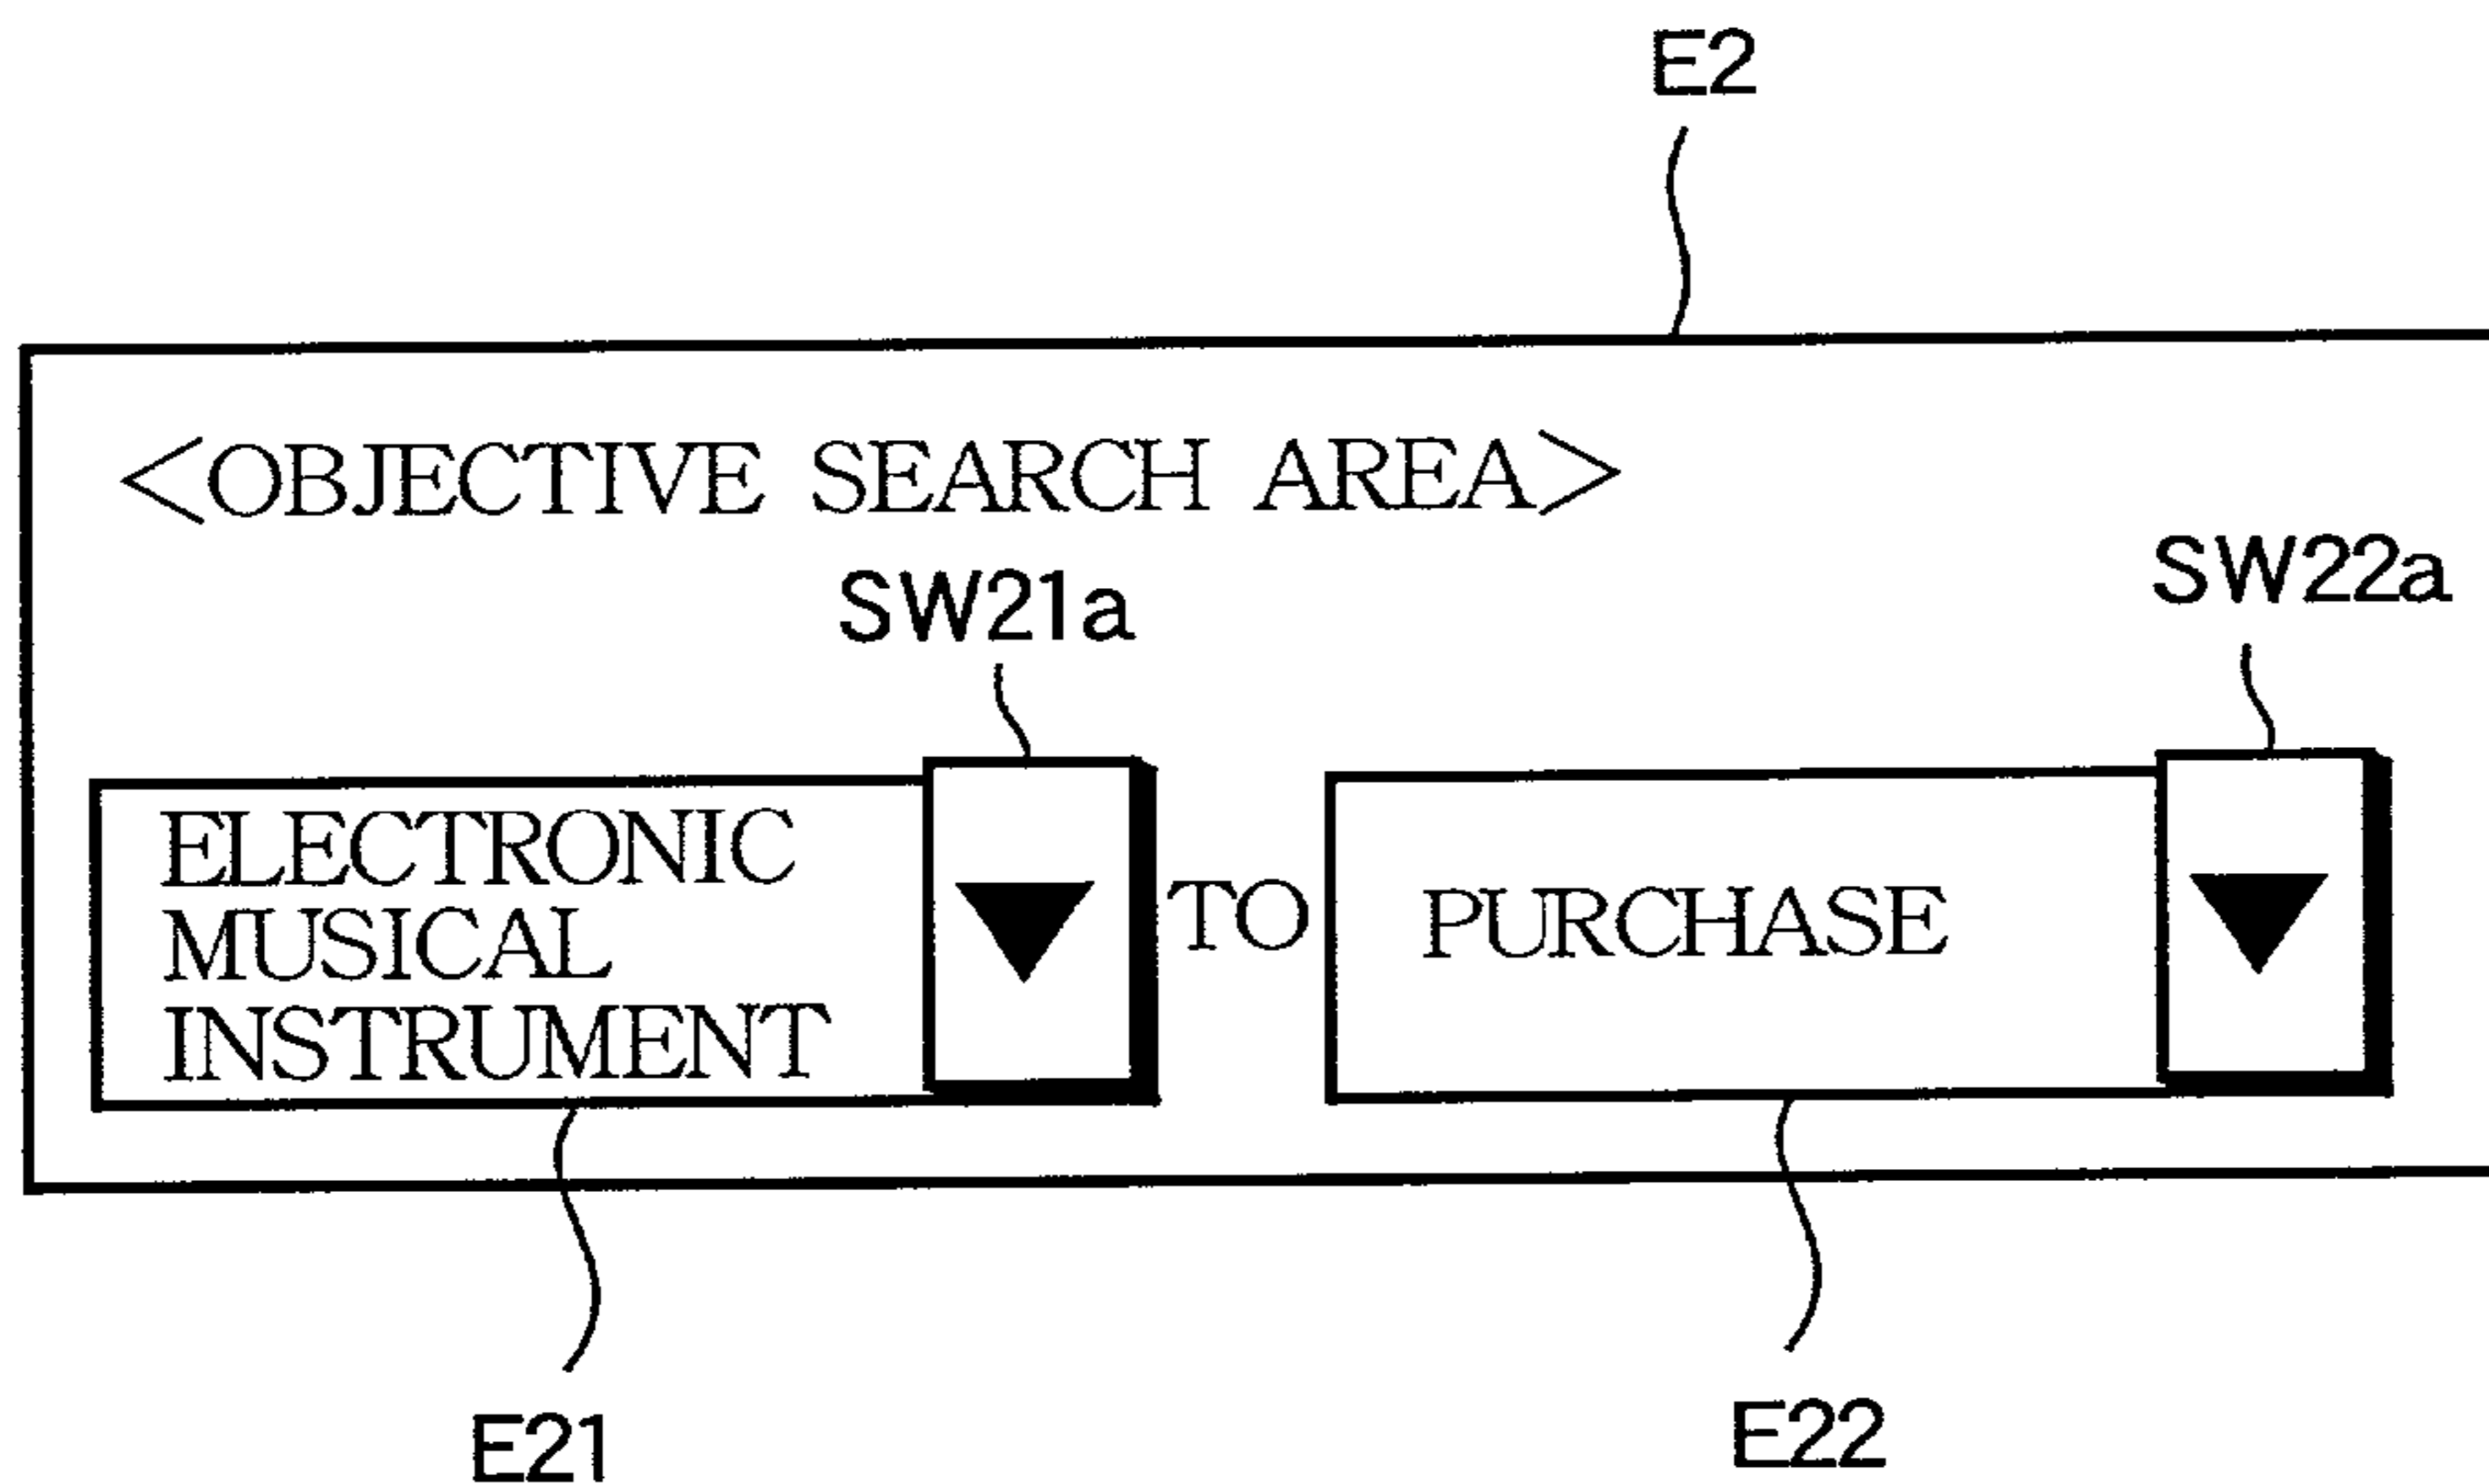 E2
<OBJECTIVE SEARCH AREA>
SW21a
SW22a
ELECTRONIC
MUSICAL
INSTRUMENT
TO
PURCHASE
E21
E22